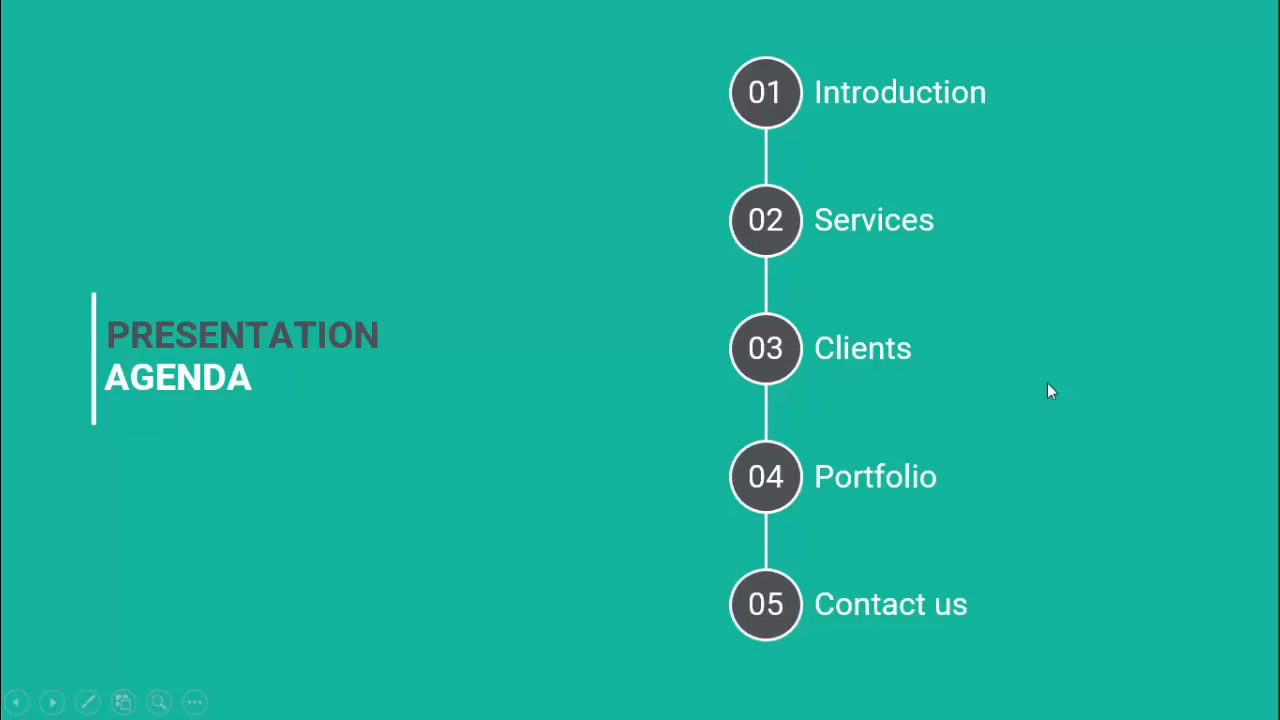 PRESENTATION
AGENDA
01 Introduction
02 Services
03 Clients
04 Portfolio
05 Contact us